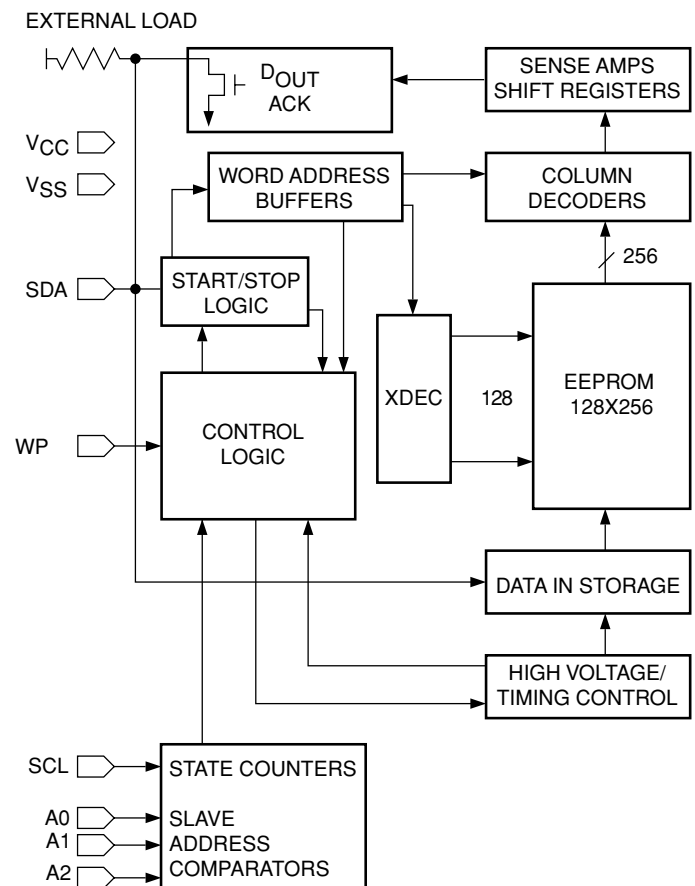 EXTERNAL LOAD
DOUT
ACK
SENSE AMPS
SHIFT REGISTERS
VCC
VSS
WORD ADDRESS
BUFFERS
COLUMN
DECODERS
256
SDA
START/STOP
LOGIC
XDEC
128
EEPROM
128X256
WP
CONTROL
LOGIC
DATA IN STORAGE
HIGH VOLTAGE/
TIMING CONTROL
SCL
STATE COUNTERS
A0
SLAVE
A1
ADDRESS
A2
COMPARATORS